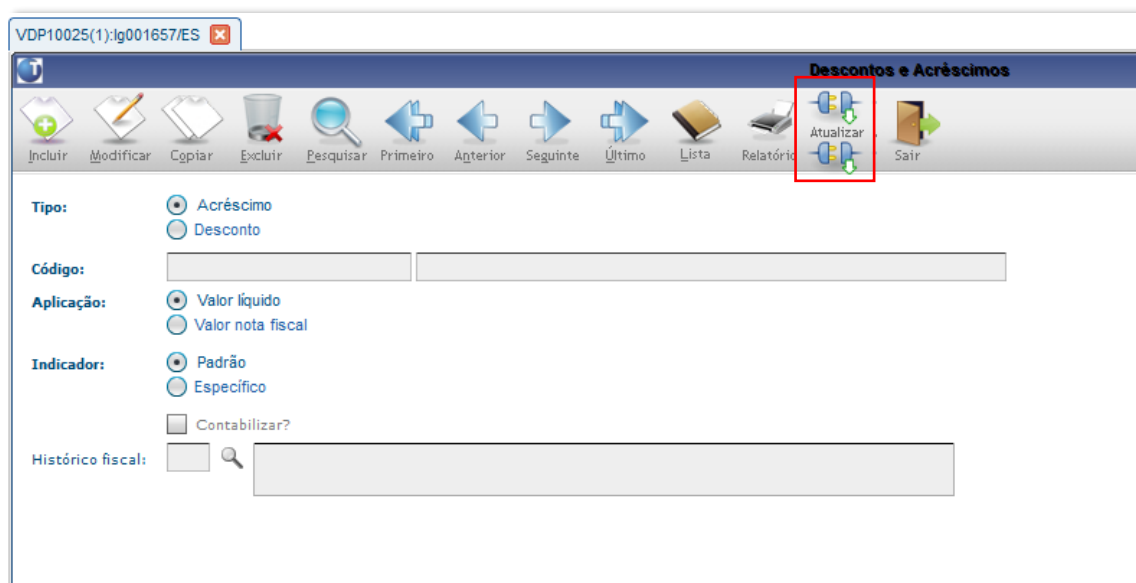 VDP10025(1):lg001657/ES
Descontos e Acréscimos
Incluir Modificar Copiar Excluir Pesquisar Primeiro Anterior Seguinte Último Lista Relatório Atualizar Sair
Tipo: Acréscimo
Desconto
Código:
Aplicação: Valor líquido
Valor nota fiscal
Indicador: Padrão
Específico
Contabilizar?
Histórico fiscal: